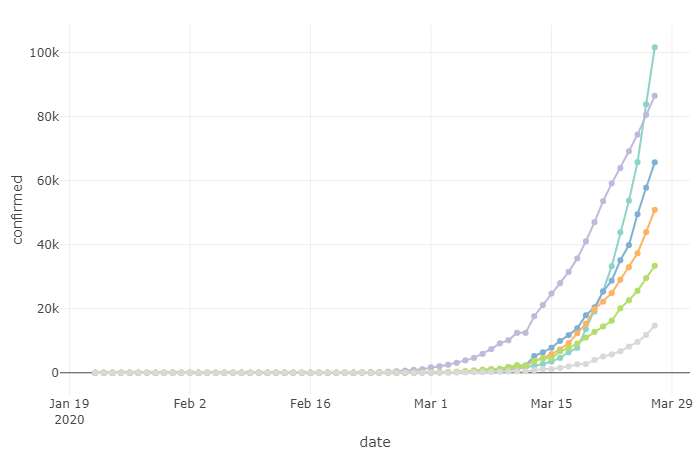 100k
80k
60k
40k
20k
0
confirmed
Jan 19
2020
Feb 2
Feb 16
Mar 1
Mar 15
Mar 29
date